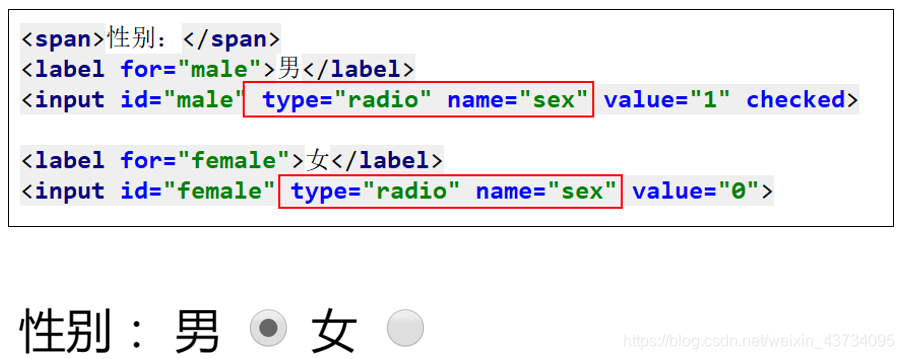 <span>性别：</span>
<label for="male">男</label>
<input id="male" type="radio" name="sex" value="1" checked>
<label for="female">女</label>
<input id="female" type="radio" name="sex" value="0">
性别： 男 女
https://blog.csdn.net/weixin_43734095